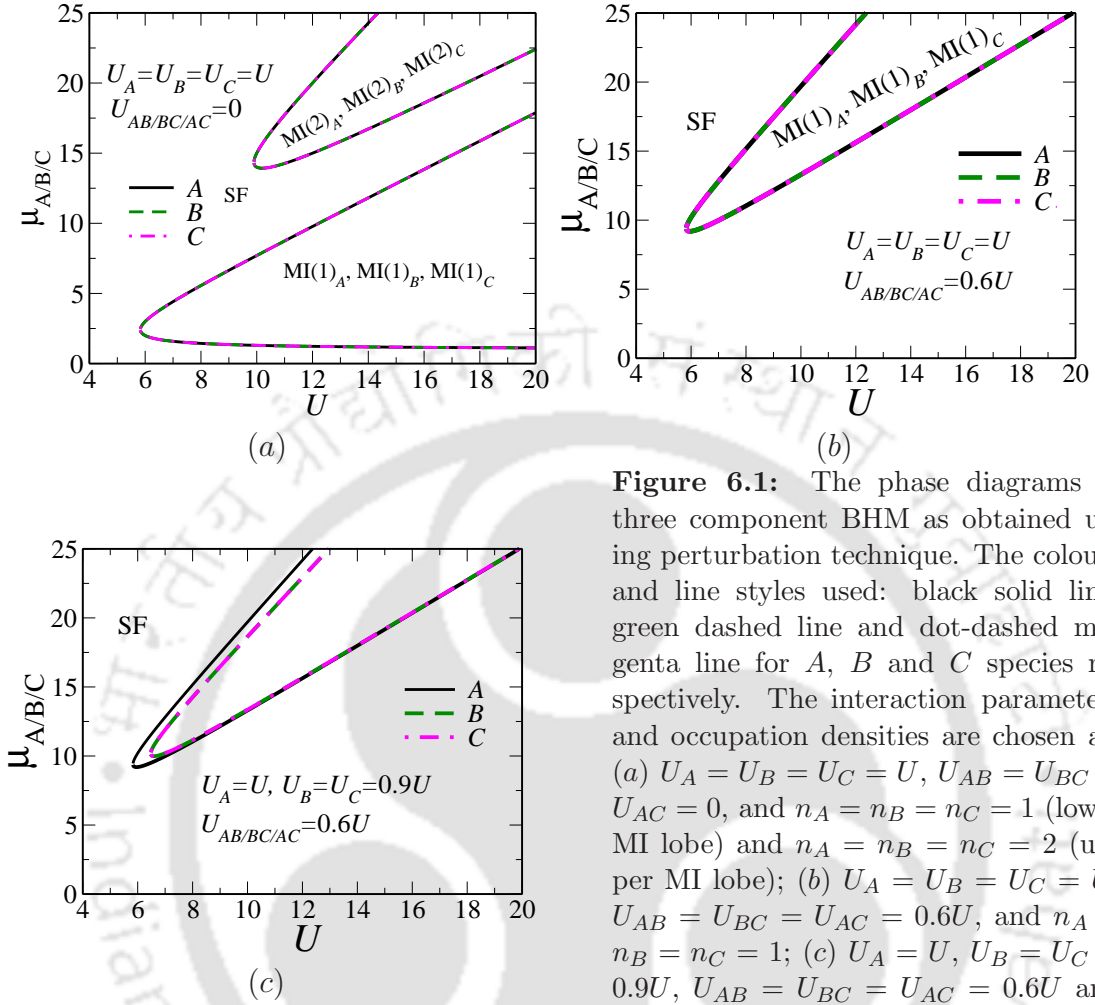 25
20
15
10
5
0
μA/B/C
UA=UB=UC=U
UAB/BC/AC=0
MI(2)A, MI(2)B, MI(2)C
SF
A
B
C
MI(1)A, MI(1)B, MI(1)C
4 6 8 10 12 14 16 18 20
U
(a)
25
20
15
10
5
0
μA/B/C
SF
MI(1)A, MI(1)B, MI(1)C
A
B
C
UA=UB=UC=U
UAB/BC/AC=0.6U
4 6 8 10 12 14 16 18 20
U
(b)
25
20
15
10
5
0
μA/B/C
SF
A
B
C
UA=U, UB=UC=0.9U
UAB/BC/AC=0.6U
4 6 8 10 12 14 16 18 20
U
(c)
Figure 6.1: The phase diagrams
three component BHM as obtained u
ing perturbation technique. The colou
and line styles used: black solid lin
green dashed line and dot-dashed m
genta line for A, B and C species r
spectively. The interaction paramete
and occupation densities are chosen a
(a) UA = UB = UC = U, UAB = UBC
UAC = 0, and nA = nB = nC = 1 (low
MI lobe) and nA = nB = nC = 2 (u
per MI lobe); (b) UA = UB = UC = U
UAB = UBC = UAC = 0.6U, and nA
nB = nC = 1; (c) UA = U, UB = UC
0.9U, UAB = UBC = UAC = 0.6U an
Indian